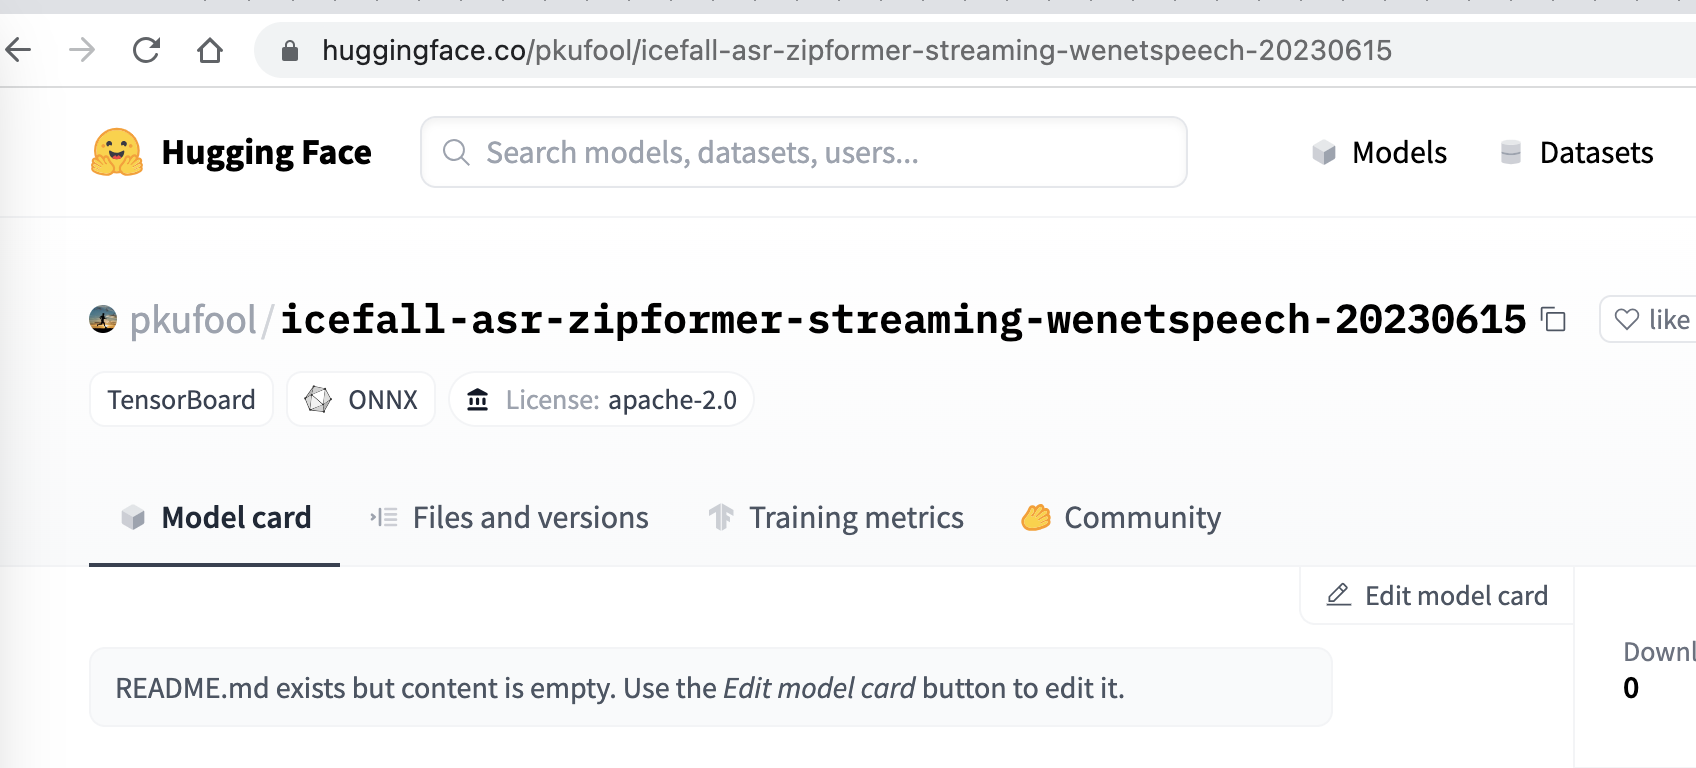 huggingface.co/pkufool/icefall-asr-zipformer-streaming-wenetspeech-20230615
Hugging Face
Search models, datasets, users...
Models
Datasets
pkufool/icefall-asr-zipformer-streaming-wenetspeech-20230615
like
TensorBoard
ONNX
License: apache-2.0
Model card
Files and versions
Training metrics
Community
Edit model card
README.md exists but content is empty. Use the Edit model card button to edit it.
Downl
0